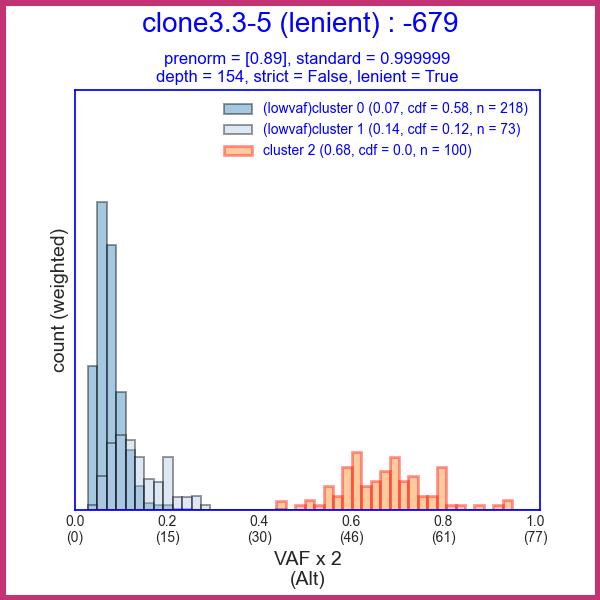 clone3.3-5 (lenient) : -679
prenorm = [0.89], standard = 0.999999
depth = 154, strict = False, lenient = True
(lowvaf)cluster 0 (0.07, cdf = 0.58, n = 218)
(lowvaf)cluster 1 (0.14, cdf = 0.12, n = 73)
cluster 2 (0.68, cdf = 0.0, n = 100)
count (weighted)
0.0 0.2 0.4 0.6 0.8 1.0
(0) (15) (30) (46) (61) (77)
VAF x 2
(Alt)